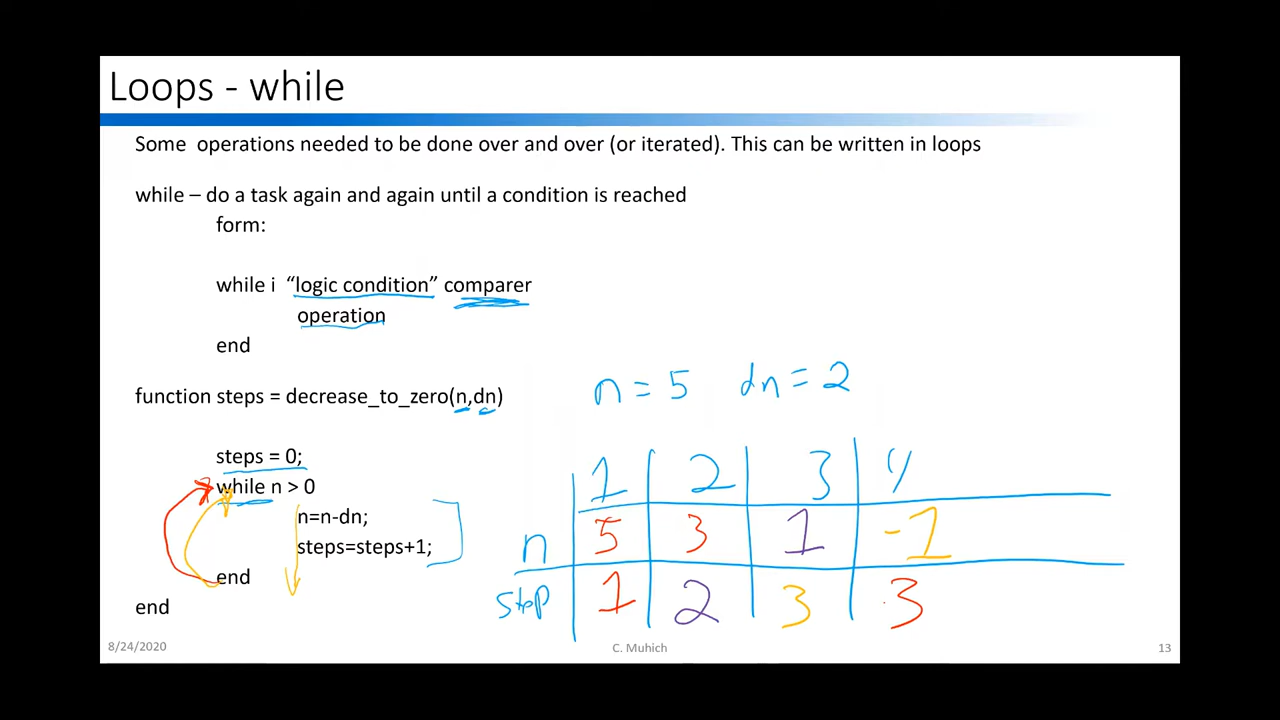 Loops - while
Some operations needed to be done over and over (or iterated). This can be written in loops
while – do a task again and again until a condition is reached
form:
while i “logic condition” comparer
operation
end
function steps = decrease_to_zero(n,dn)
n = 5 dn = 2
steps = 0;
while n > 0
n=n-dn;
steps=steps+1;
end
end
1 2 3 4
n 5 3 1 -1
step 1 2 3 3
8/24/2020
C. Muhich
13